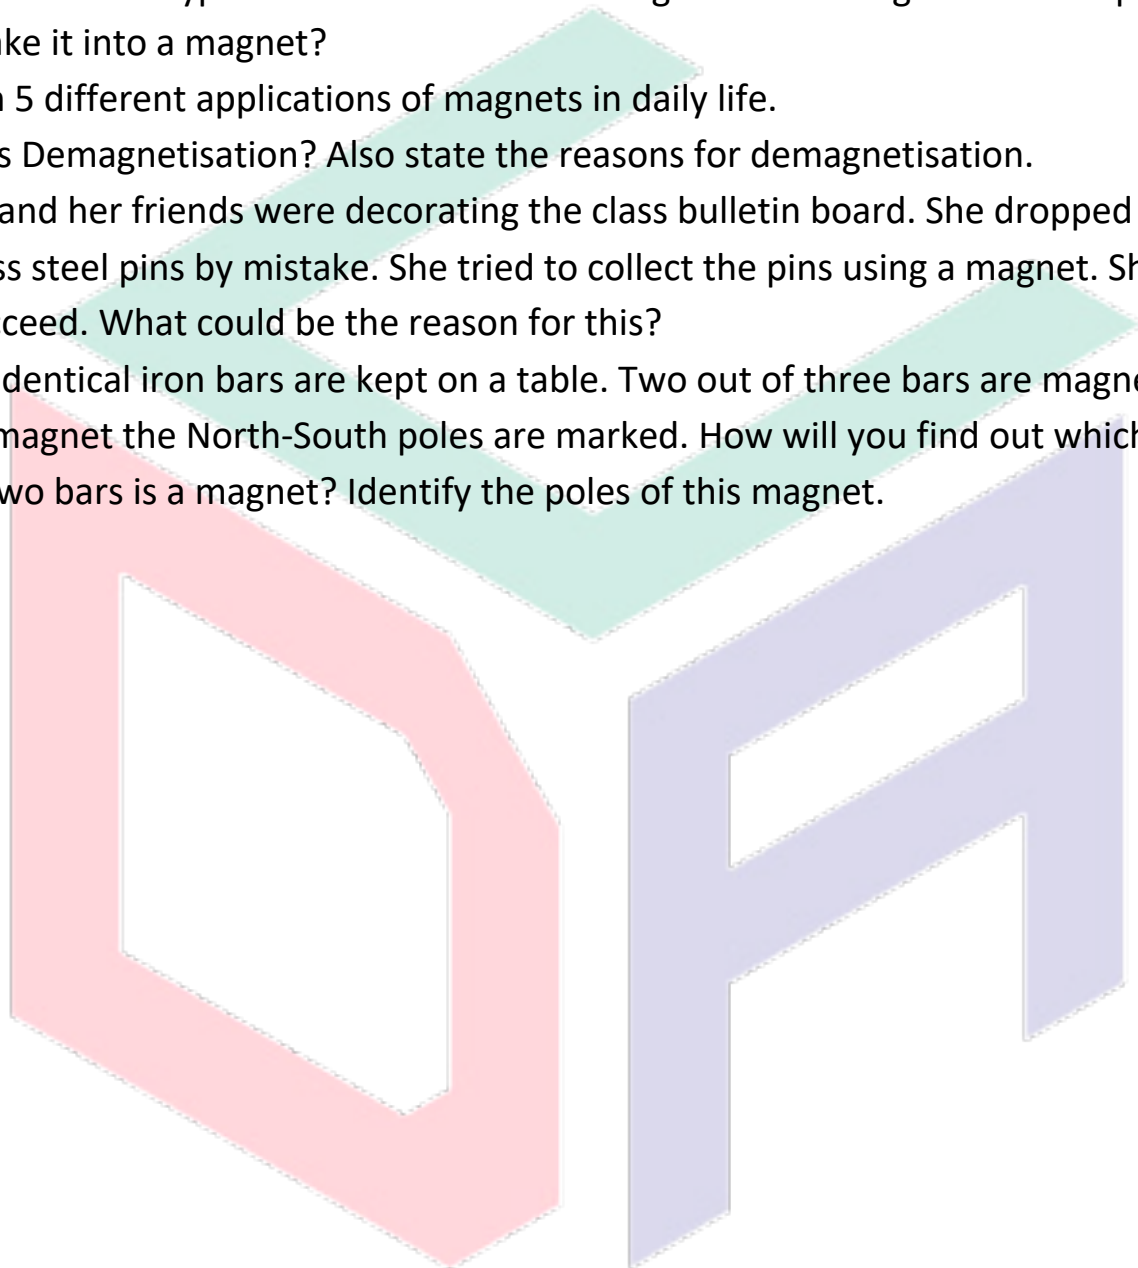 ke it into a magnet?
n 5 different applications of magnets in daily life.
s Demagnetisation? Also state the reasons for demagnetisation.
and her friends were decorating the class bulletin board. She dropped
ss steel pins by mistake. She tried to collect the pins using a magnet. Sh
ceed. What could be the reason for this?
dentical iron bars are kept on a table. Two out of three bars are magne
magnet the North-South poles are marked. How will you find out which
wo bars is a magnet? Identify the poles of this magnet.